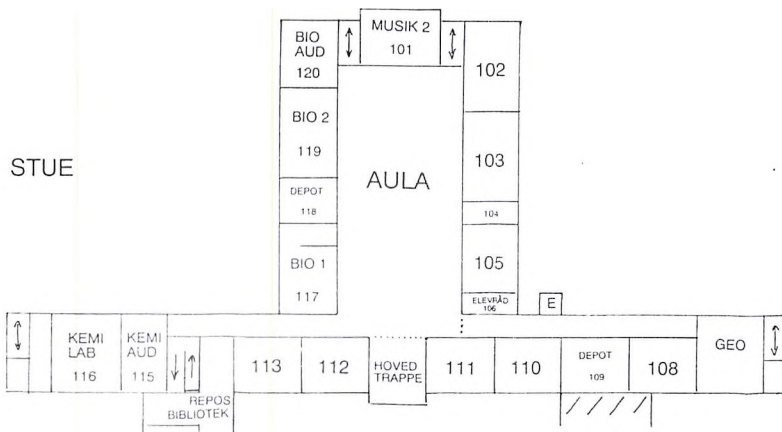 MUSIK 2
101
BIO
AUD
120
102
BIO 2
119
103
STUE
AULA
DEPOT
118
104
105
BIO 1
117
ELEVRÅD
106
E
KEMI
LAB
116
KEMI
AUD
115
113
112
HOVED
TRAPPE
111
110
DEPOT
109
108
GEO
REPOS
BIBLIOTEK